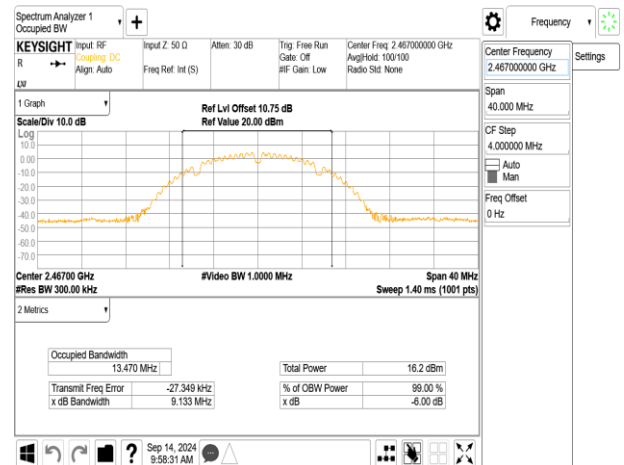 Spectrum Analyzer 1
Occupied BW
+
Frequency
KEYSIGHT
R
Input: RF
Coupling: DC
Align: Auto
Input Z: 50 Ω
Freq Ref: Int (S)
Atten: 30 dB
Trig: Free Run
Gate: Off
#IF Gain: Low
Center Freq: 2.467000000 GHz
Avg|Hold: 100/100
Radio Std: None
LXI
Center Frequency
2.467000000 GHz
Settings
Span
40.000 MHz
CF Step
4.000000 MHz
Auto
Man
Freq Offset
0 Hz
1 Graph
Scale/Div 10.0 dB
Ref Lvl Offset 10.75 dB
Ref Value 20.00 dBm
Log
10.0
0.00
-10.0
-20.0
-30.0
-40.0
-50.0
-60.0
-70.0
Center 2.46700 GHz
#Res BW 300.00 kHz
#Video BW 1.0000 MHz
Span 40 MHz
Sweep 1.40 ms (1001 pts)
2 Metrics
Occupied Bandwidth
13.470 MHz
Transmit Freq Error -27.349 kHz
x dB Bandwidth 9.133 MHz
Total Power 16.2 dBm
% of OBW Power 99.00 %
x dB -6.00 dB
?
Sep 14, 2024
9:58:31 AM